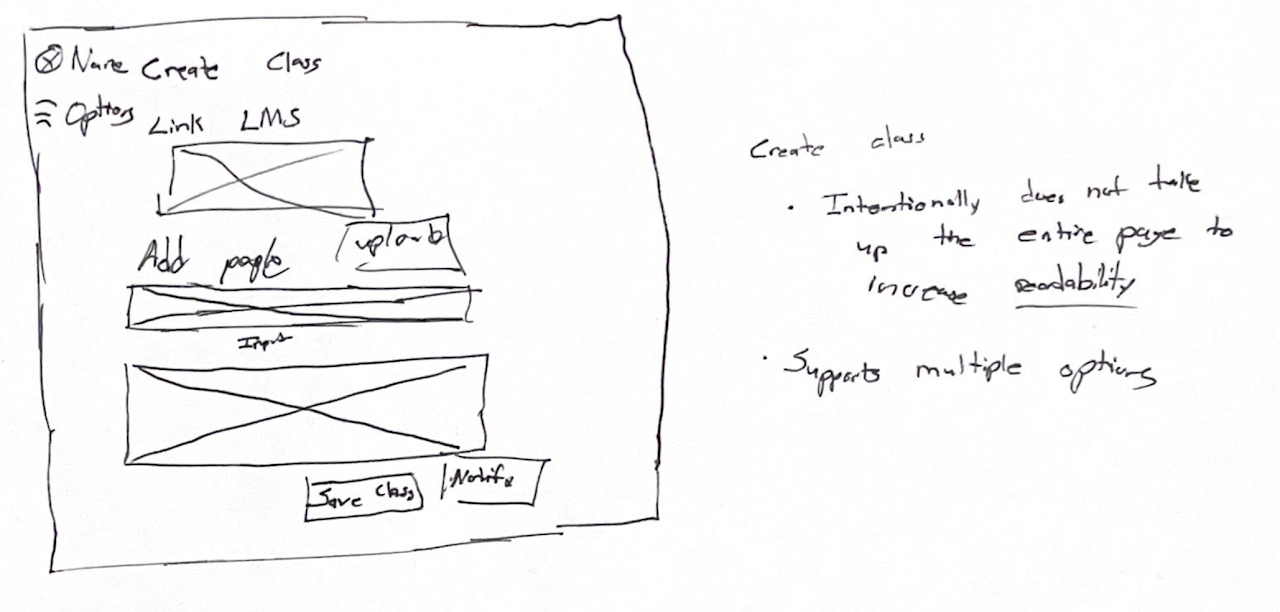 Name Create Class
Options Link LMS
upload
Add people
Input
Save Class
Notify
Create class
• Intentionally does not take
up the entire page to
increase readability
• Supports multiple options